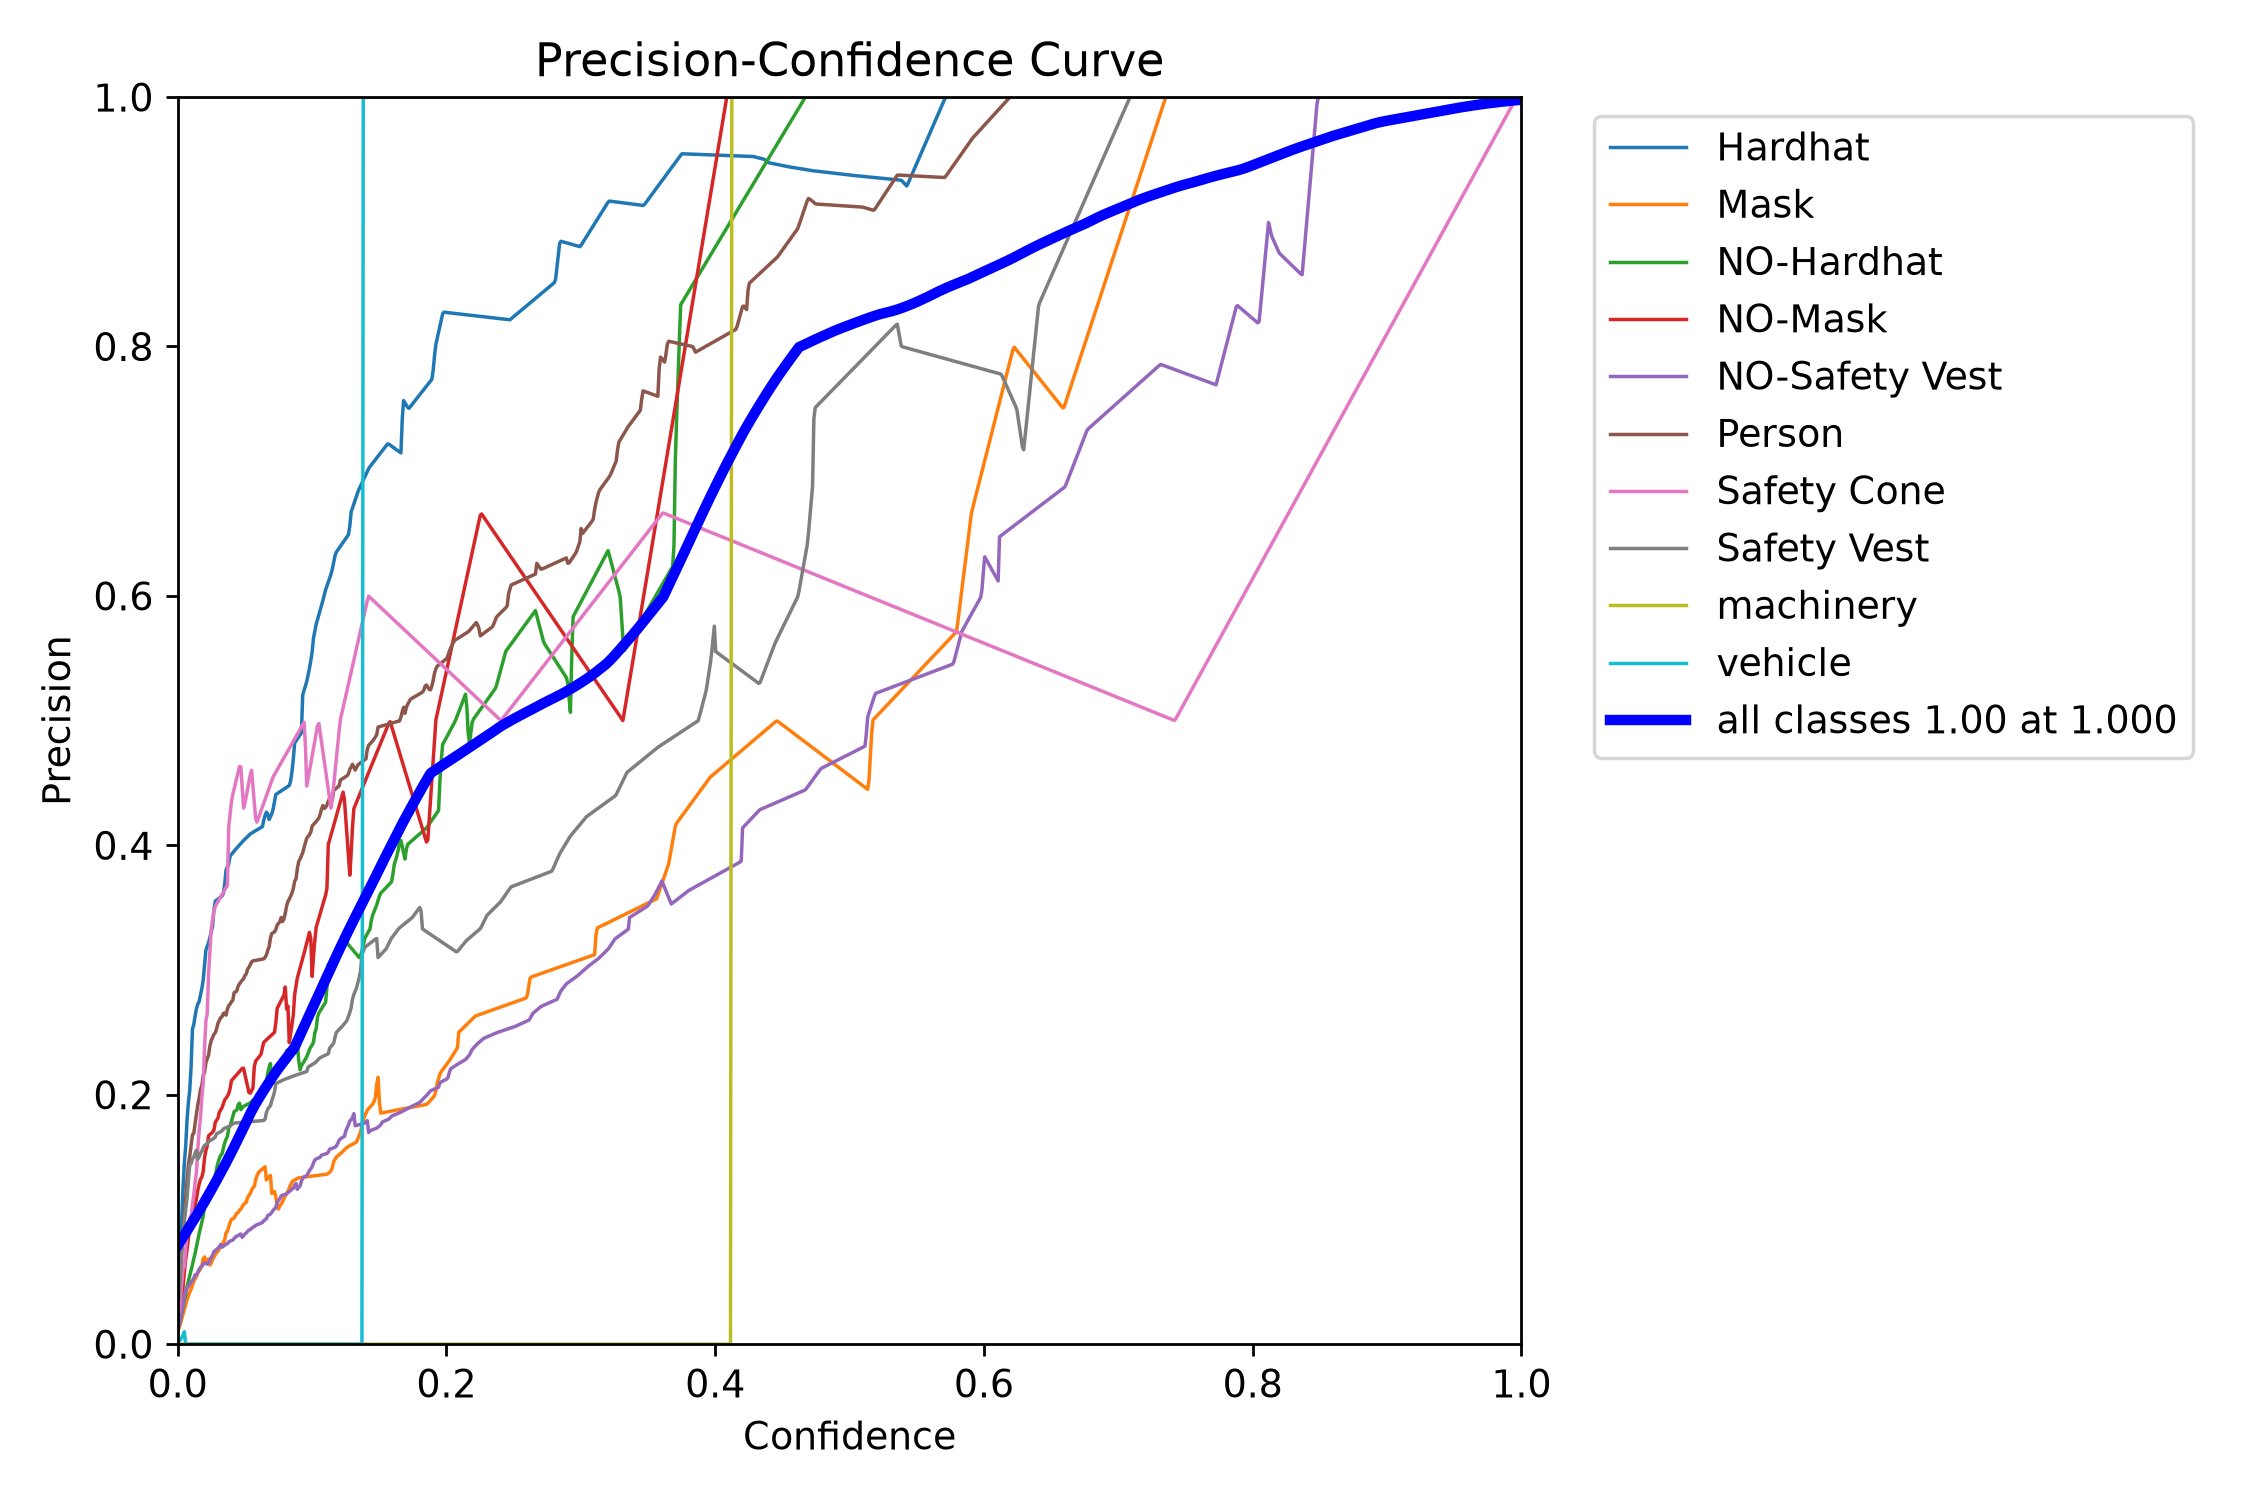 Precision-Confidence Curve
1.0
0.8
0.6
0.4
0.2
0.0
Precision
0.0 0.2 0.4 0.6 0.8 1.0
Confidence
Hardhat
Mask
NO-Hardhat
NO-Mask
NO-Safety Vest
Person
Safety Cone
Safety Vest
machinery
vehicle
all classes 1.00 at 1.000